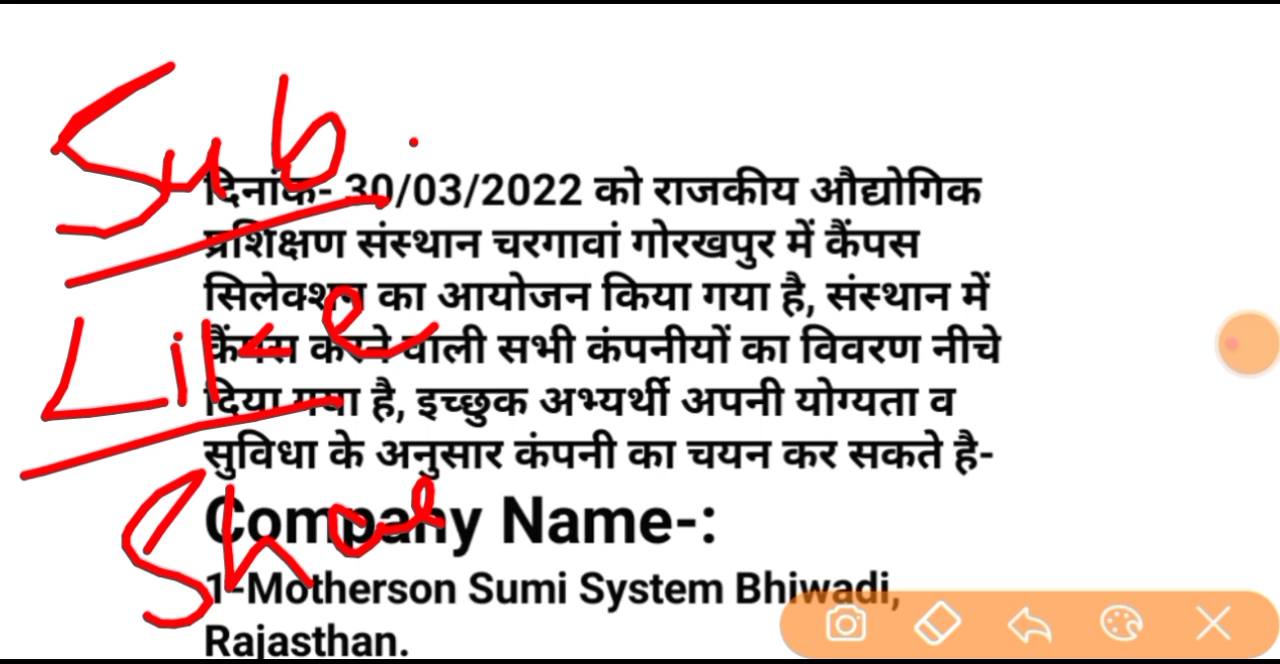 Sub.
दिनांक- 30/03/2022 को राजकीय औद्योगिक
प्रशिक्षण संस्थान चरगावां गोरखपुर में कैंपस
सिलेक्शन का आयोजन किया गया है, संस्थान में
Like
कैंपस करने वाली सभी कंपनीयों का विवरण नीचे
दिया गया है, इच्छुक अभ्यर्थी अपनी योग्यता व
सुविधा के अनुसार कंपनी का चयन कर सकते है-
Shae
Company Name-:
1-Motherson Sumi System Bhiwadi,
Rajasthan.